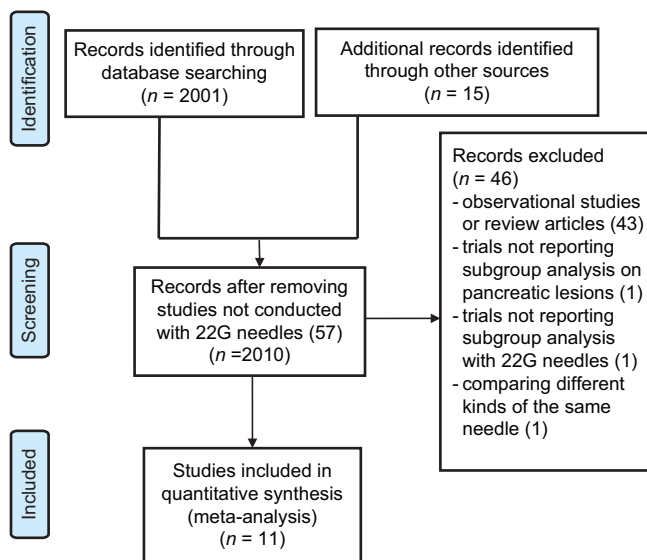 Identification
Records identified through
database searching
(n = 2001)
Additional records identified
through other sources
(n = 15)
Records excluded
(n = 46)
- observational studies
or review articles (43)
- trials not reporting
subgroup analysis on
pancreatic lesions (1)
- trials not reporting
subgroup analysis
with 22G needles (1)
- comparing different
kinds of the same
needle (1)
Screening
Records after removing
studies not conducted
with 22G needles (57)
(n =2010)
Included
Studies included in
quantitative synthesis
(meta-analysis)
(n = 11)